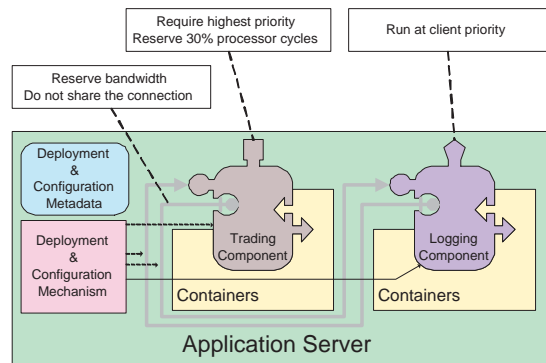 Require highest priority
Reserve 30% processor cycles
Run at client priority
Reserve bandwidth
Do not share the connection
Deployment
&
Configuration
Metadata
Deployment
&
Configuration
Mechanism
Trading
Component
Logging
Component
Containers
Containers
Application Server